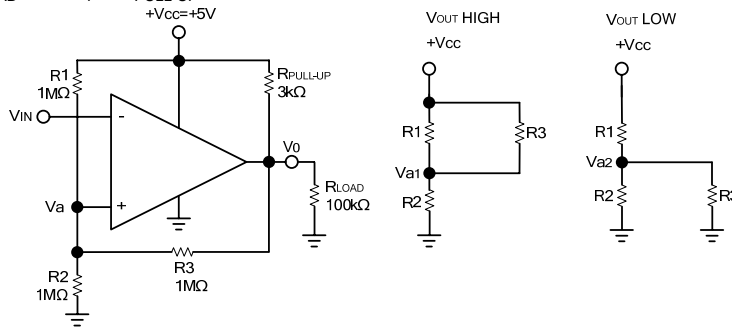 +Vcc=+5V
R1
1MΩ
RPULL-UP
3kΩ
VIN
-
V0
Va
+
RLOAD
100kΩ
R3
1MΩ
R2
1MΩ
VOUT HIGH
+Vcc
R1
R3
Va1
R2
VOUT LOW
+Vcc
R1
Va2
R2